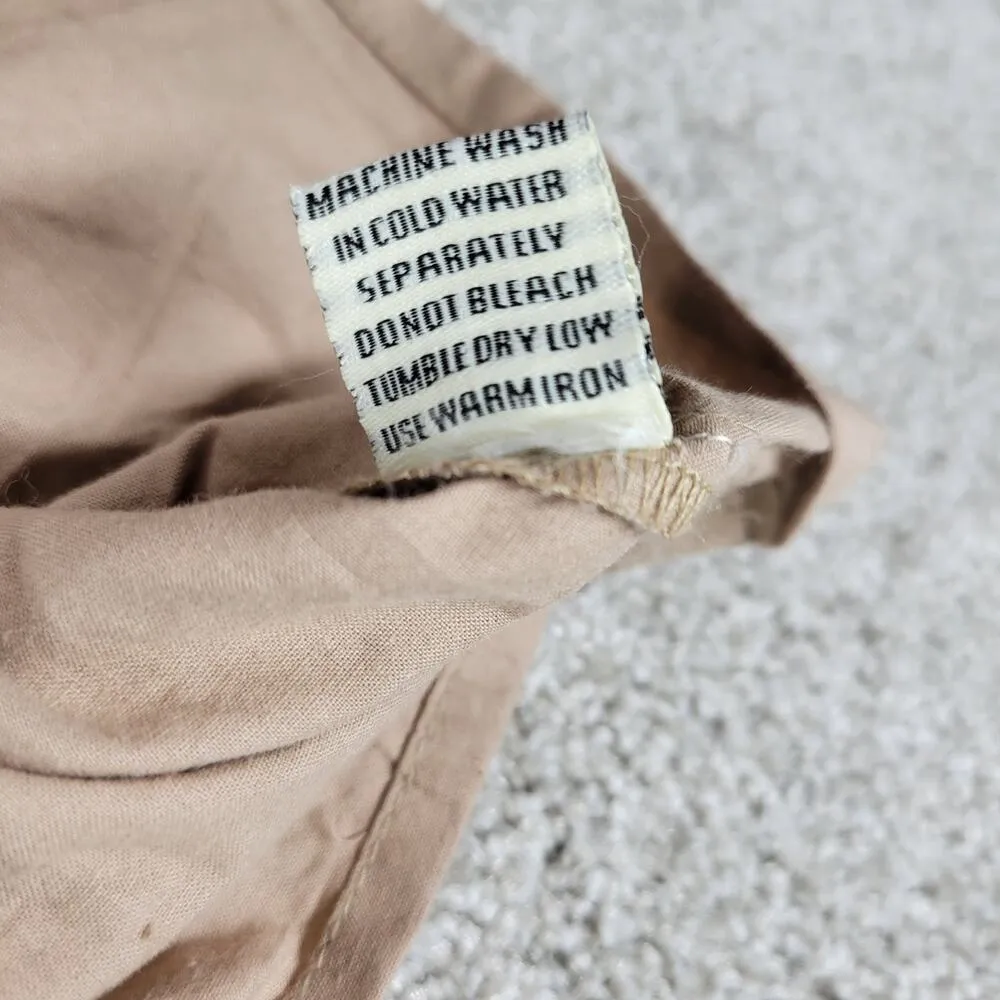 MACHINE WASH
IN COLD WATER
SEPARATELY
DO NOT BLEACH
TUMBLE DRY LOW
USE WARM IRON